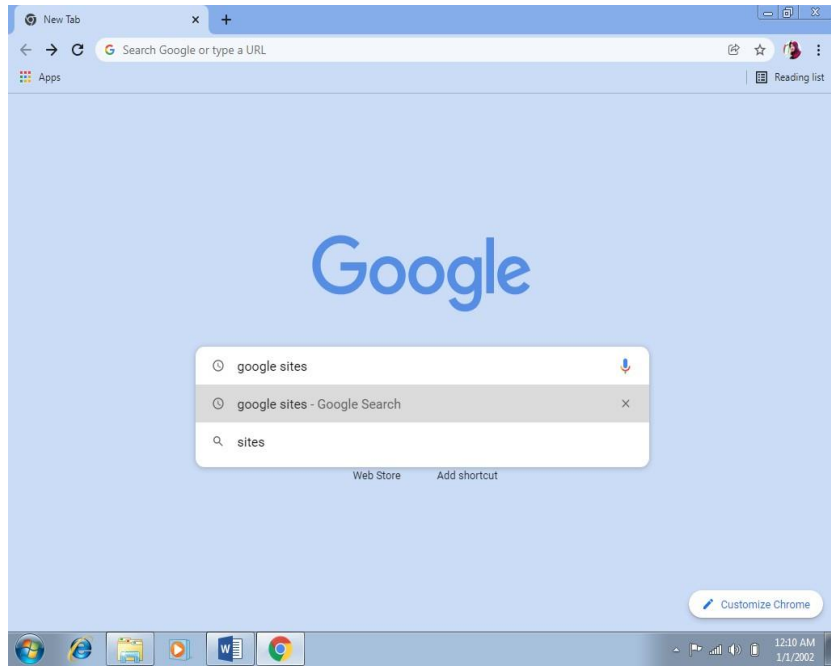 New Tab
Search Google or type a URL
Apps
Reading list
Google
google sites
google sites - Google Search
sites
Web Store Add shortcut
Customize Chrome
12:10 AM
1/1/2002